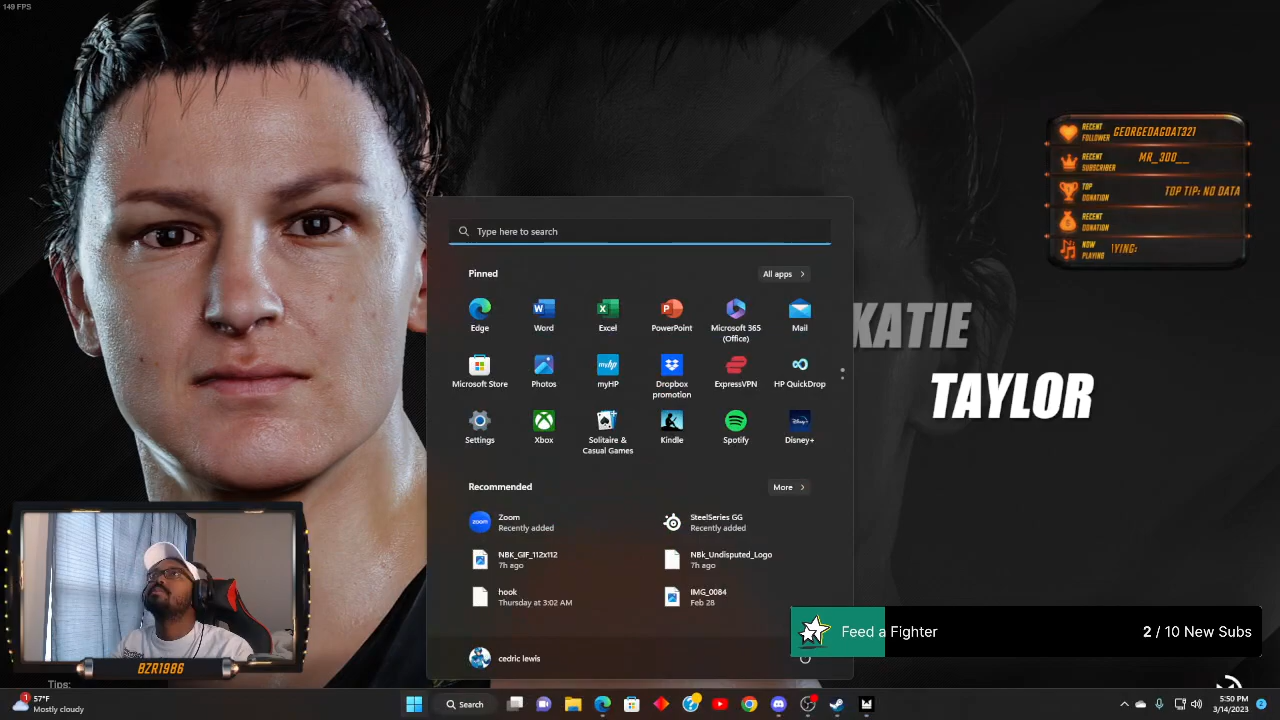 149 FPS
RECENT FOLLOWER GEORGEDAGOAT321
RECENT SUBSCRIBER MR_300__
TOP DONATION TOP TIP: NO DATA
RECENT DONATION
NOW PLAYING YING:
KATIE
TAYLOR
Type here to search
Pinned
All apps
Edge
Word
Excel
PowerPoint
Microsoft 365 (Office)
Mail
Microsoft Store
Photos
myHP
Dropbox promotion
ExpressVPN
HP QuickDrop
Settings
Xbox
Solitaire & Casual Games
Kindle
Spotify
Disney+
Recommended
More
Zoom
Recently added
SteelSeries GG
Recently added
NBK_GIF_112x112
7h ago
NBk_Undisputed_Logo
7h ago
hook
Thursday at 3:02 AM
IMG_0084
Feb 28
cedric lewis
Feed a Fighter
2 / 10 New Subs
BZR1986
Tips:
1
57°F
Mostly cloudy
Search
5:50 PM
3/14/2023
2